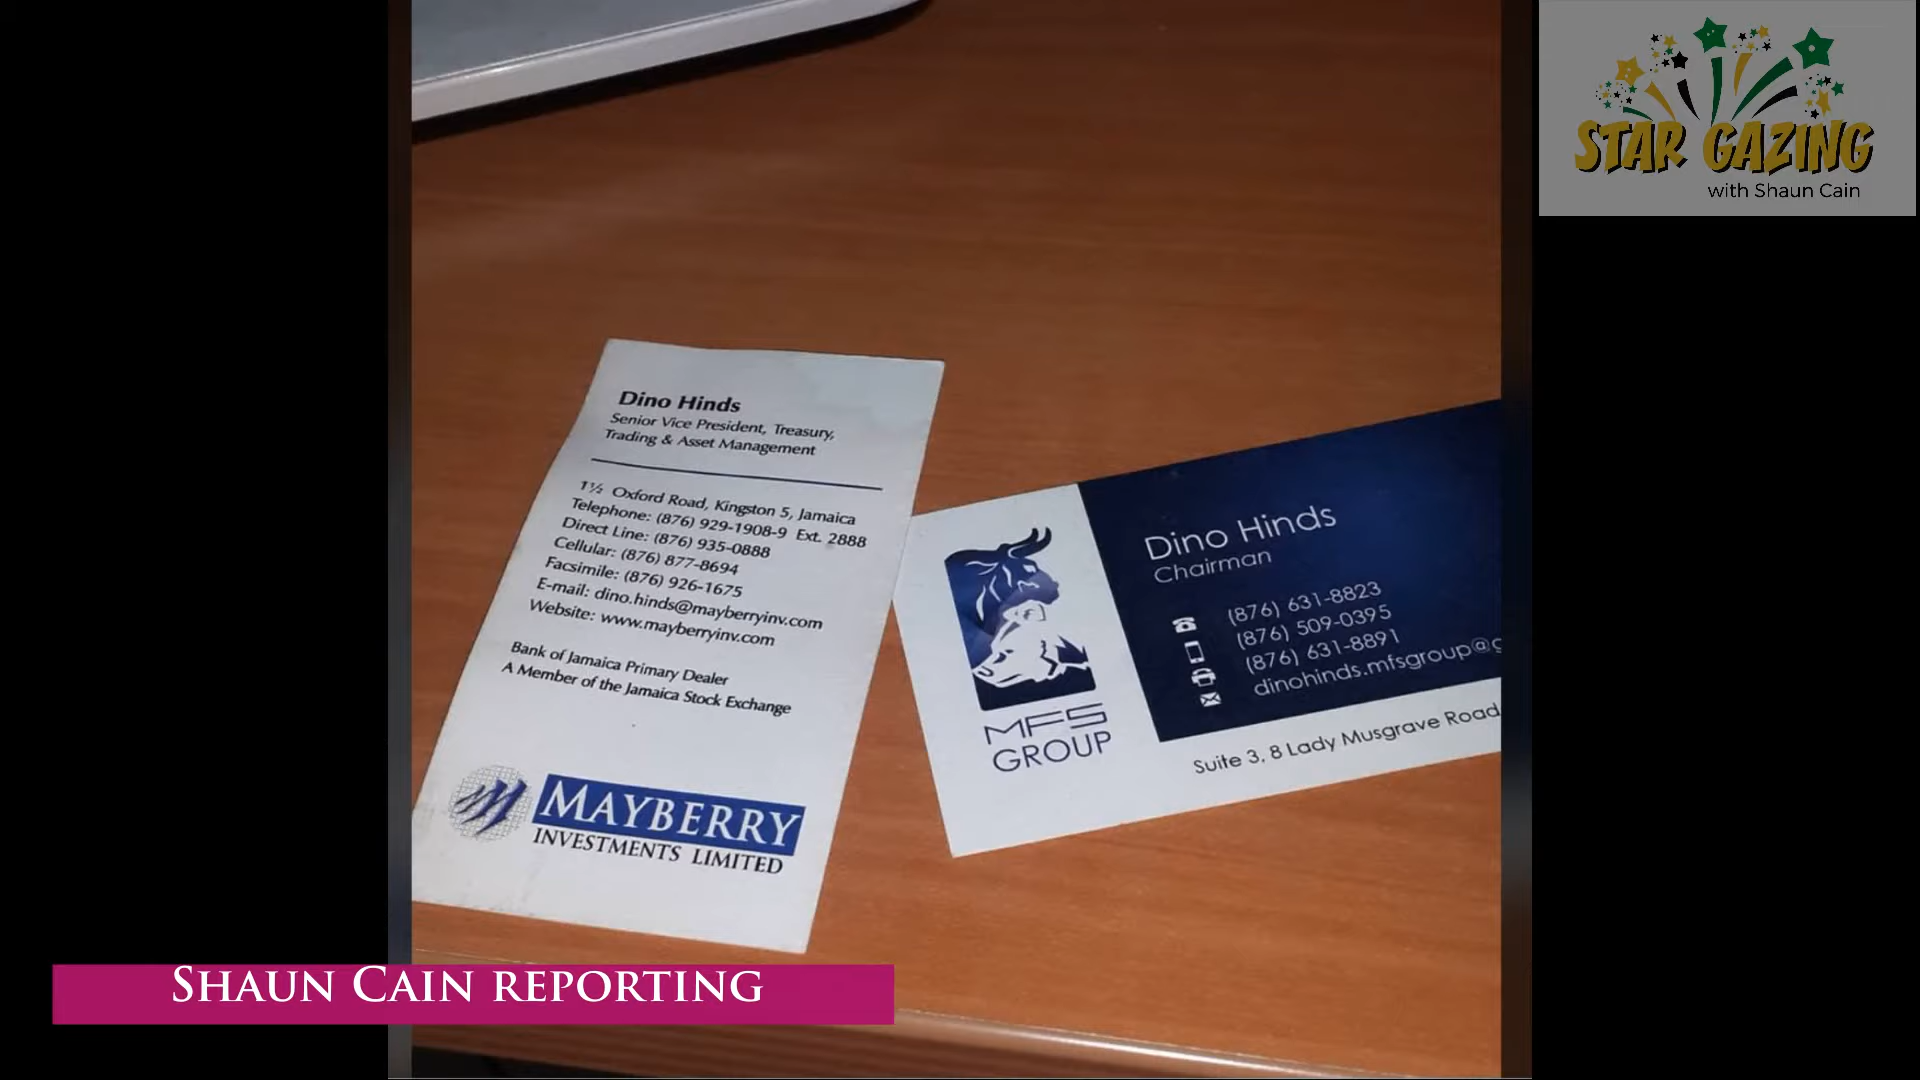 STAR GAZING
with Shaun Cain
Dino Hinds
Senior Vice President, Treasury,
Trading & Asset Management
1½ Oxford Road, Kingston 5, Jamaica
Telephone: (876) 929-1908-9 Ext. 2888
Direct Line: (876) 935-0888
Cellular: (876) 877-8694
Facsimile: (876) 926-1675
E-mail: dino.hinds@mayberryinv.com
Website: www.mayberryinv.com
Bank of Jamaica Primary Dealer
A Member of the Jamaica Stock Exchange
MAYBERRY
INVESTMENTS LIMITED
MFS
GROUP
Dino Hinds
Chairman
(876) 631-8823
(876) 509-0395
(876) 631-8891
dinohinds.mfsgroup@g
Suite 3, 8 Lady Musgrave Road
SHAUN CAIN REPORTING